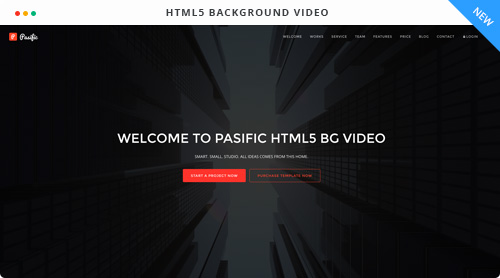 HTML5 BACKGROUND VIDEO
NEW
Pasific
WELCOME WORKS SERVICE TEAM FEATURES PRICE BLOG CONTACT LOGIN
WELCOME TO PASIFIC HTML5 BG VIDEO
SMART. SMALL. STUDIO. ALL IDEAS COMES FROM THIS HOME.
START A PROJECT NOW
PURCHASE TEMPLATE NOW